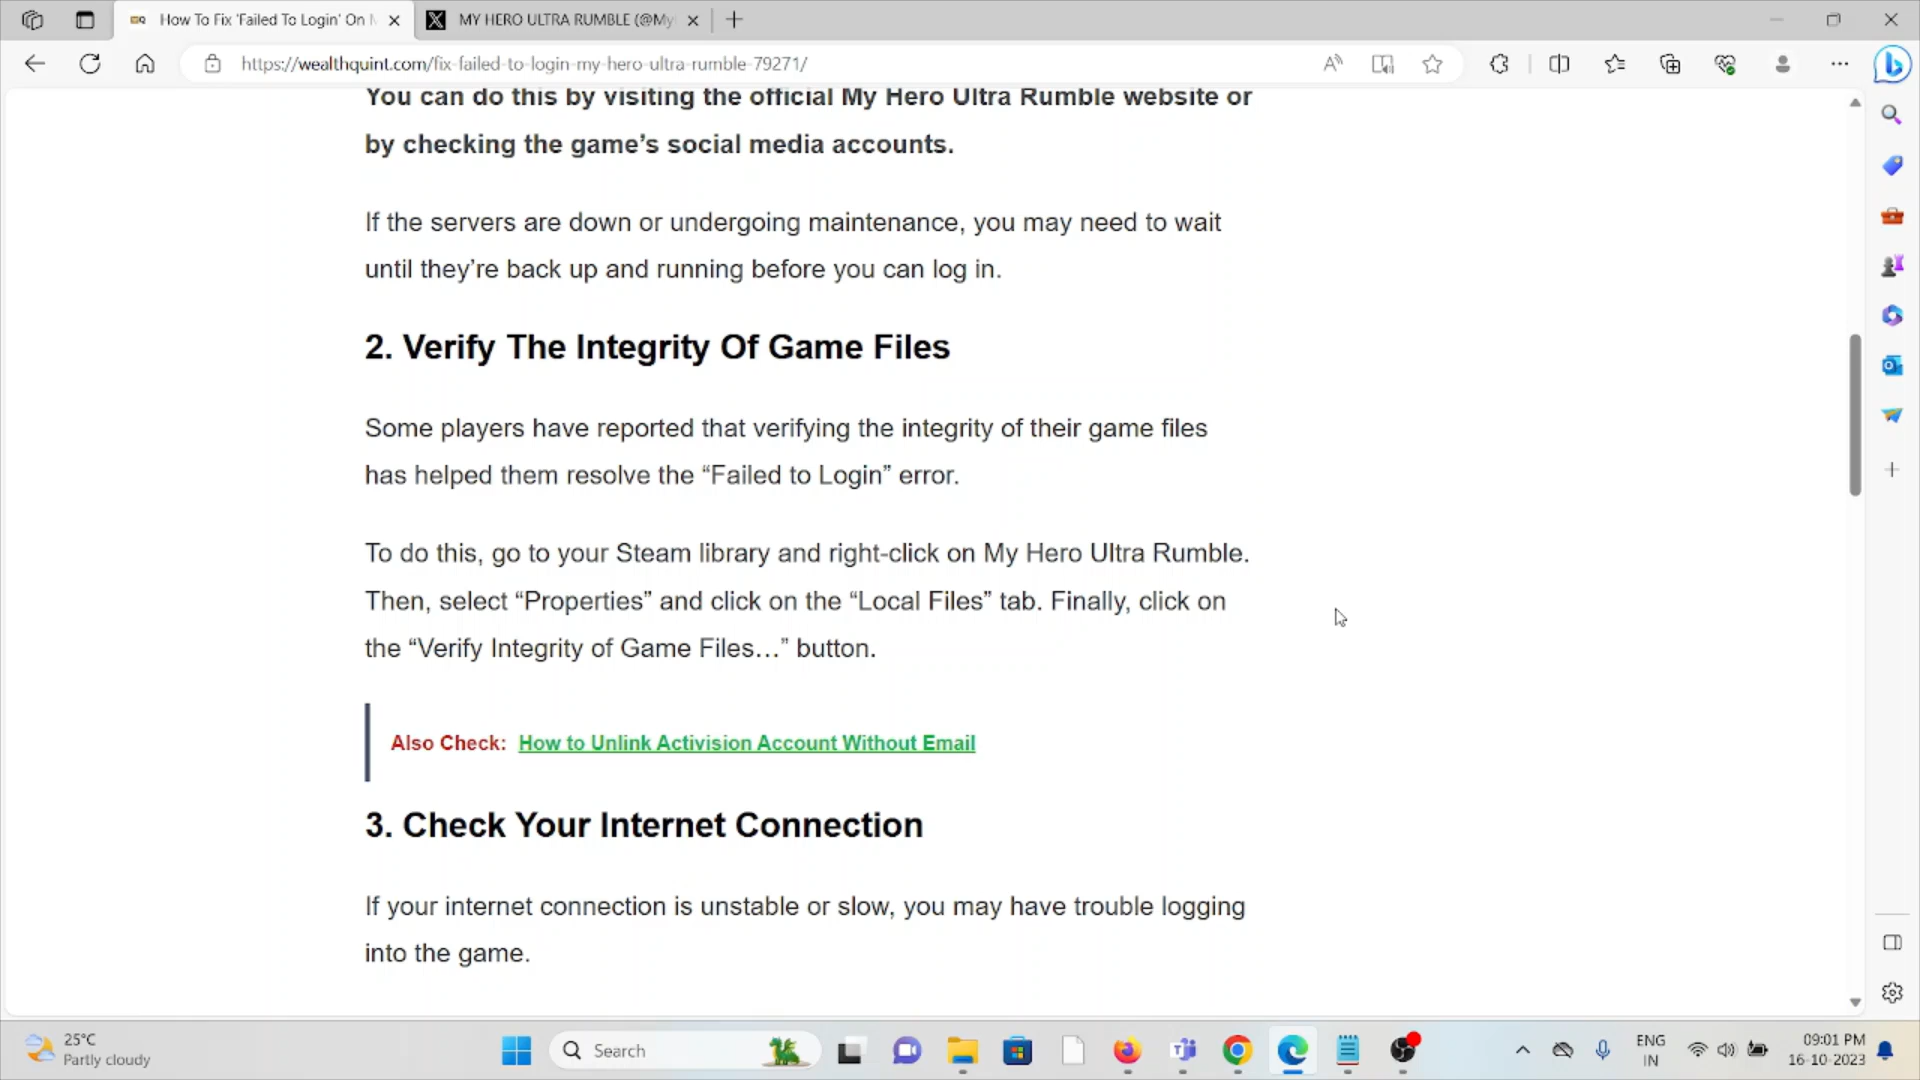 How To Fix 'Failed To Login' On
MY HERO ULTRA RUMBLE (@My
https://wealthquint.com/fix-failed-to-login-my-hero-ultra-rumble-79271/
You can do this by visiting the official My Hero Ultra Rumble website or
by checking the game's social media accounts.
If the servers are down or undergoing maintenance, you may need to wait
until they're back up and running before you can log in.
2. Verify The Integrity Of Game Files
Some players have reported that verifying the integrity of their game files
has helped them resolve the “Failed to Login” error.
To do this, go to your Steam library and right-click on My Hero Ultra Rumble.
Then, select “Properties” and click on the “Local Files” tab. Finally, click on
the “Verify Integrity of Game Files…” button.
Also Check: How to Unlink Activision Account Without Email
3. Check Your Internet Connection
If your internet connection is unstable or slow, you may have trouble logging
into the game.
25°C
Partly cloudy
Search
ENG
IN
09:01 PM
16-10-2023